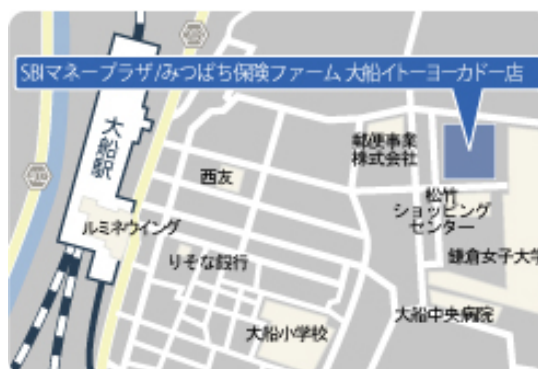 SBIマネープラザ/みつばち保険ファーム 大船イトーヨーカドー店
大船駅
郵便事業
株式会社
西友
松竹
ショッピング
センター
ルミネウイング
りそな銀行
鎌倉女子大学
大船中央病院
大船小学校